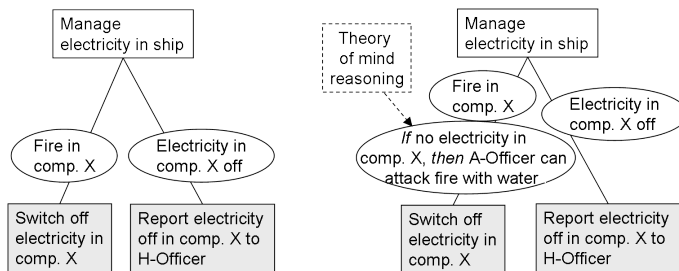 Manage
electricity in ship
Fire in
comp. X
Electricity in
comp. X off
Switch off
electricity in
comp. X
Report electricity
off in comp. X to
H-Officer
Theory
of mind
reasoning
Manage
electricity in ship
Fire in
comp. X
Electricity in
comp. X off
If no electricity in
comp. X, then A-Officer can
attack fire with water
Switch off
electricity in
comp. X
Report electricity
off in comp. X to
H-Officer